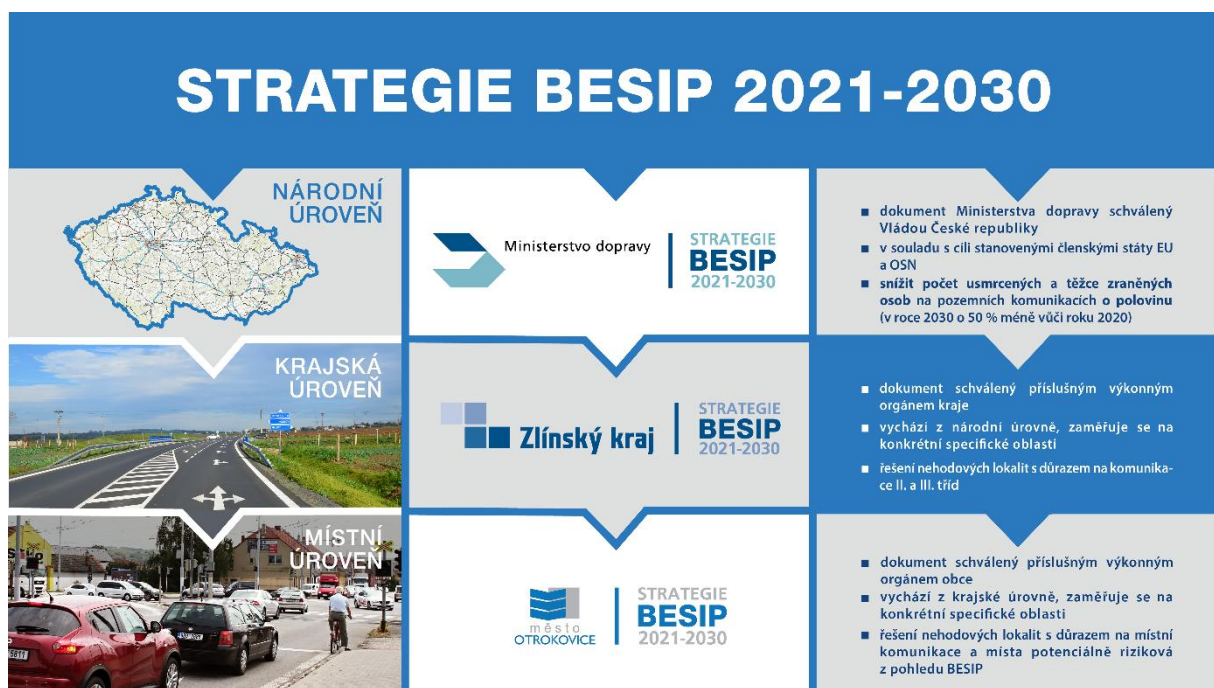 STRATEGIE BESIP 2021-2030
NÁRODNÍ
ÚROVEŇ
Ministerstvo dopravy
STRATEGIE
BESIP
2021-2030
■ dokument Ministerstva dopravy schválený
Vládou České republiky
■ v souladu s cíli stanovenými členskými státy EU
a OSN
■ snížit počet usmrcených a těžce zraněných
osob na pozemních komunikacích o polovinu
(v roce 2030 o 50 % méně vůči roku 2020)
KRAJSKÁ
ÚROVEŇ
Zlínský kraj
STRATEGIE
BESIP
2021-2030
■ dokument schválený příslušným výkonným
orgánem kraje
■ vychází z národní úrovně, zaměřuje se na
konkrétní specifické oblasti
■ řešení nehodových lokalit s důrazem na komunika-
ce II. a III. tříd
MÍSTNÍ
ÚROVEŇ
město
OTROKOVICE
STRATEGIE
BESIP
2021-2030
■ dokument schválený příslušným výkonným
orgánem obce
■ vychází z krajské úrovně, zaměřuje se na
konkrétní specifické oblasti
■ řešení nehodových lokalit s důrazem na místní
komunikace a místa potenciálně riziková
z pohledu BESIP